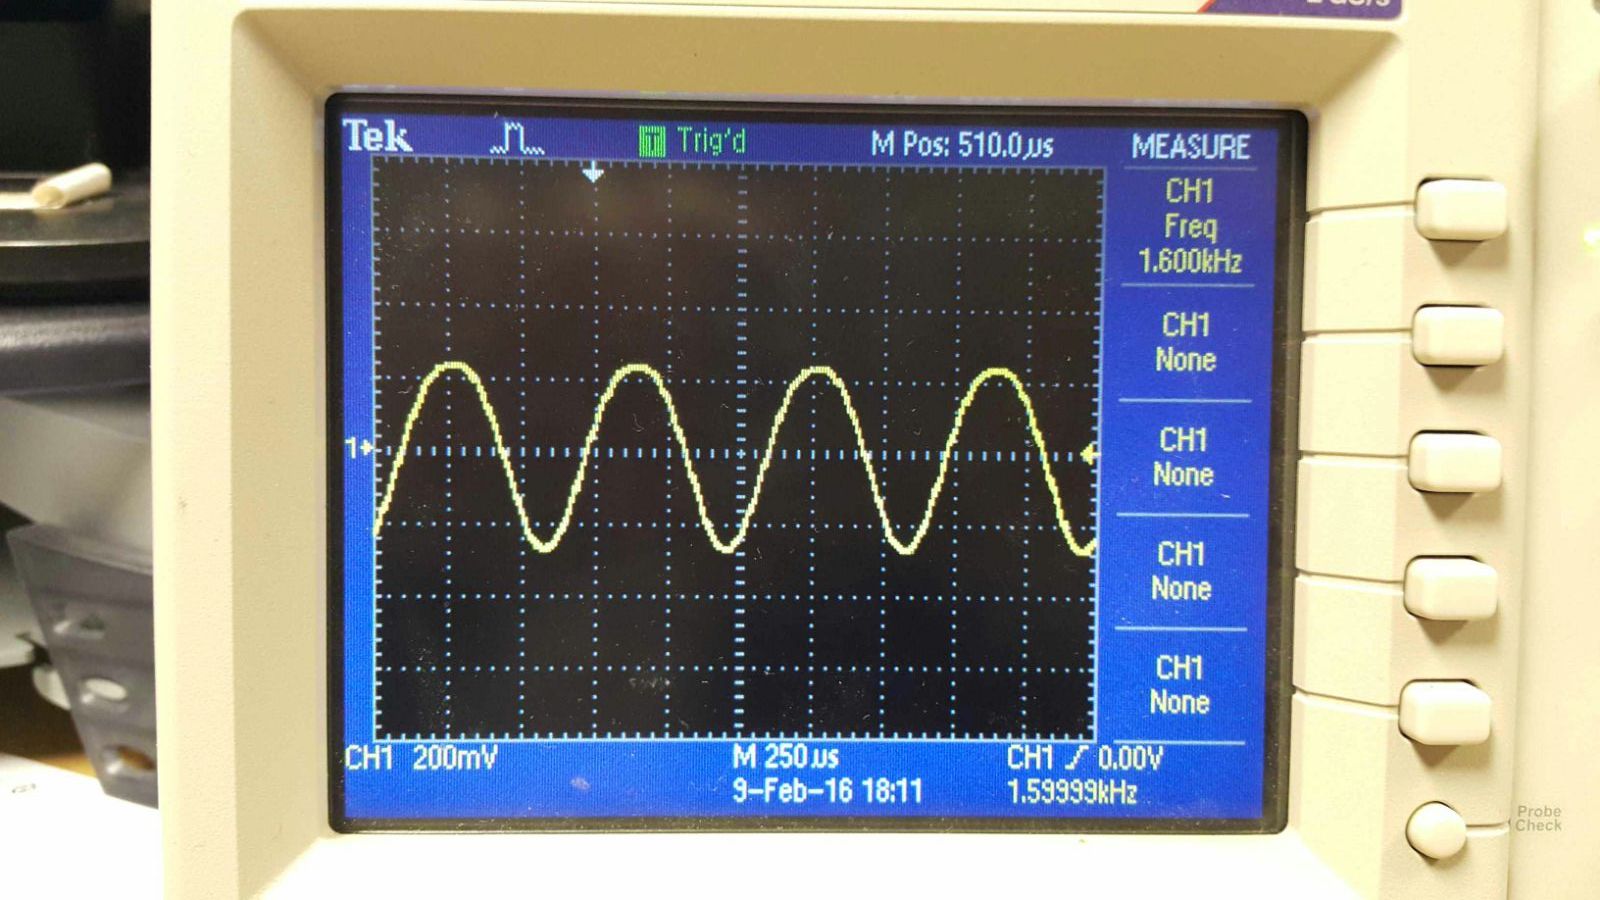 Tek
T Trig'd
M Pos: 510.0µs
MEASURE
CH1
Freq
1.600kHz
CH1
None
CH1
None
CH1
None
CH1
None
1
CH1 200mV
M 250µs
CH1 0.00V
9-Feb-16 18:11
1.59999kHz
Probe
Check